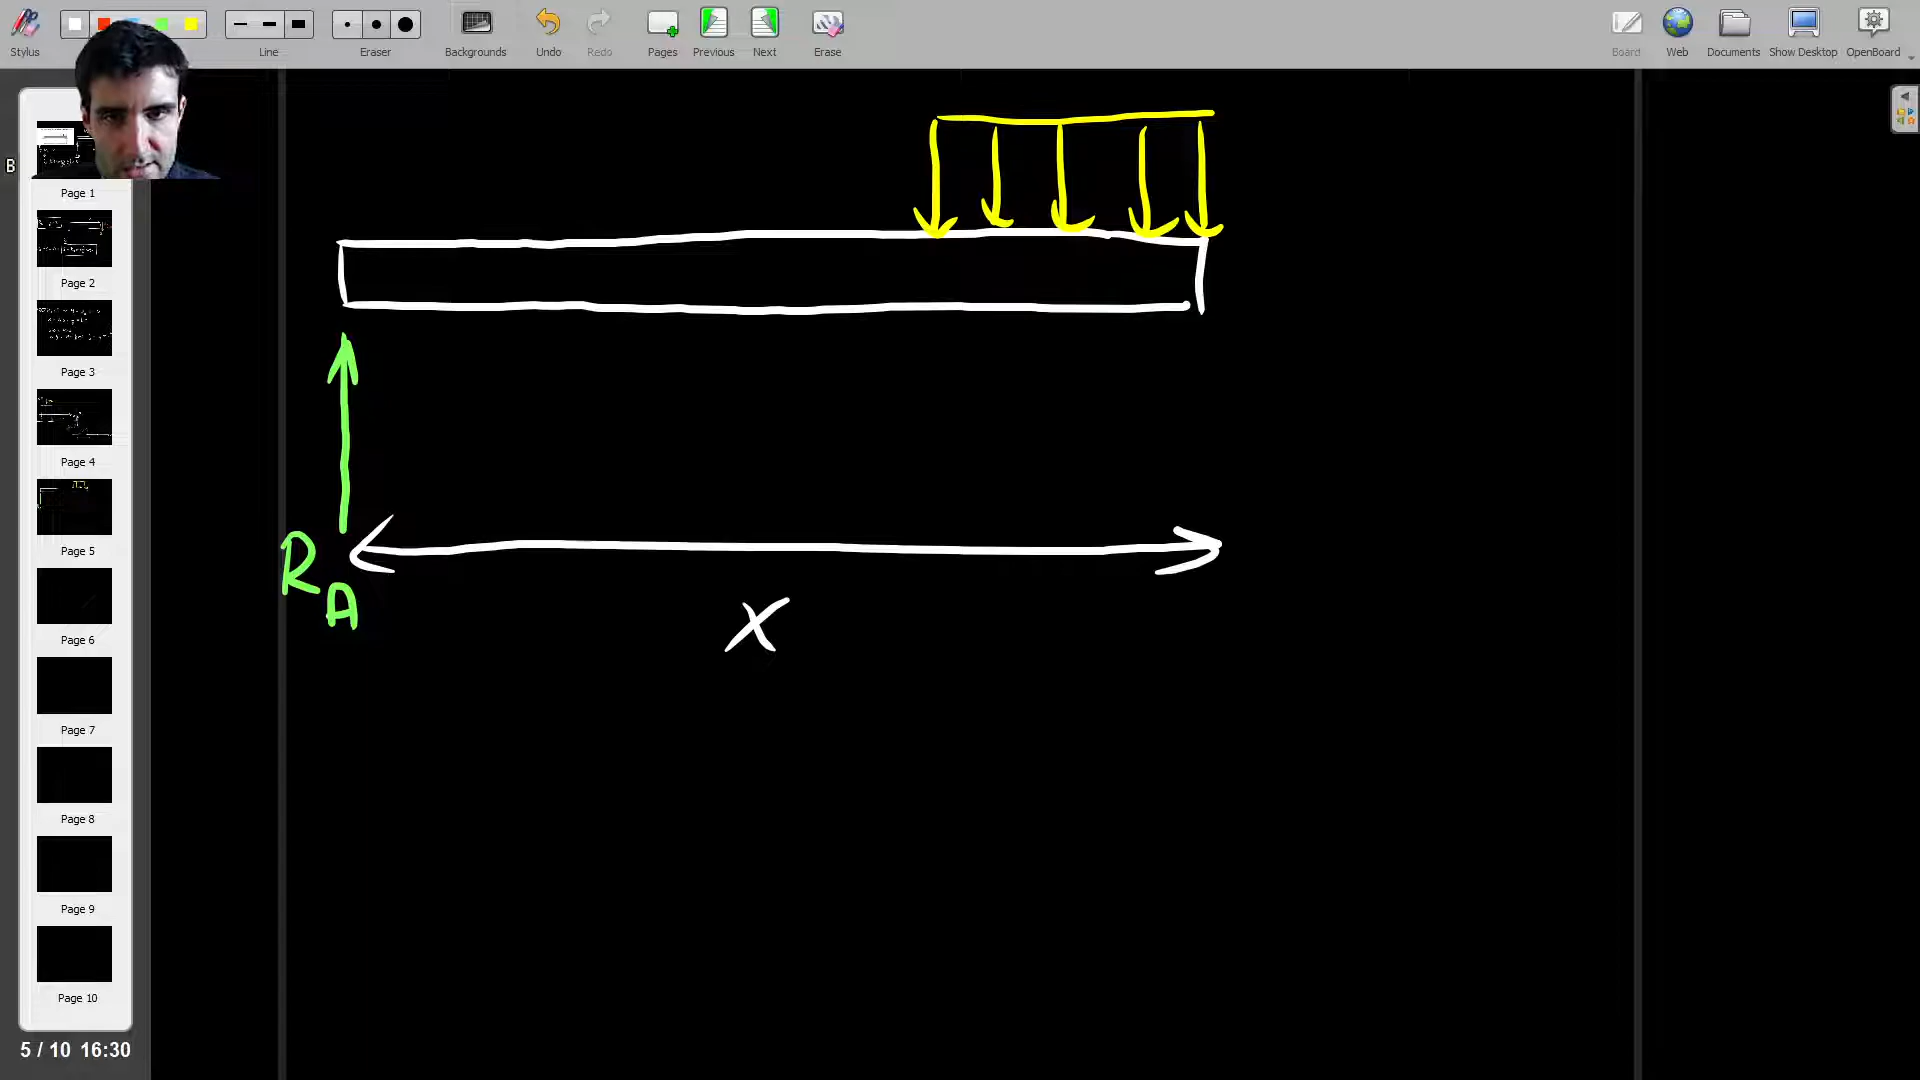 Stylus
Line
Eraser
Backgrounds
Undo
Redo
Pages
Previous
Next
Erase
Board
Web
Documents
Show Desktop
OpenBoard
B
Page 1
Page 2
Page 3
Page 4
Page 5
Page 6
Page 7
Page 8
Page 9
Page 10
5 / 10 16:30
RA
x